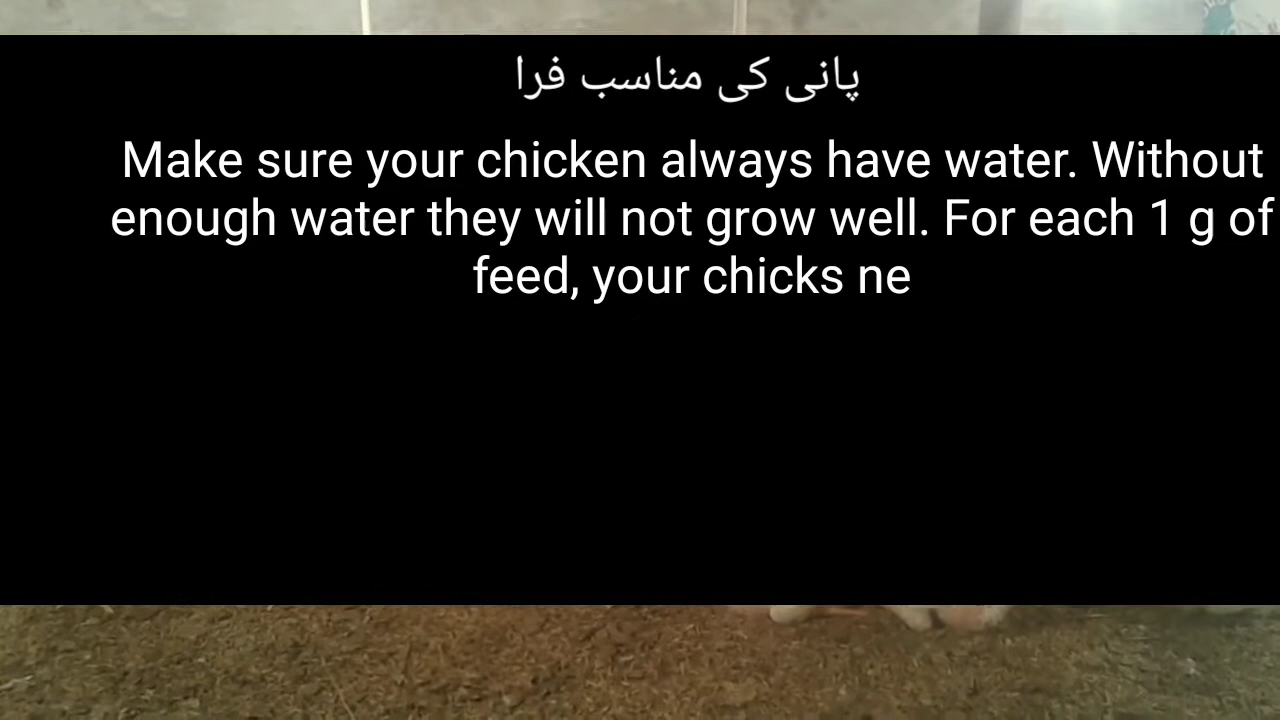 پانی کی مناسب فرا
Make sure your chicken always have water. Without
enough water they will not grow well. For each 1 g of
feed, your chicks ne